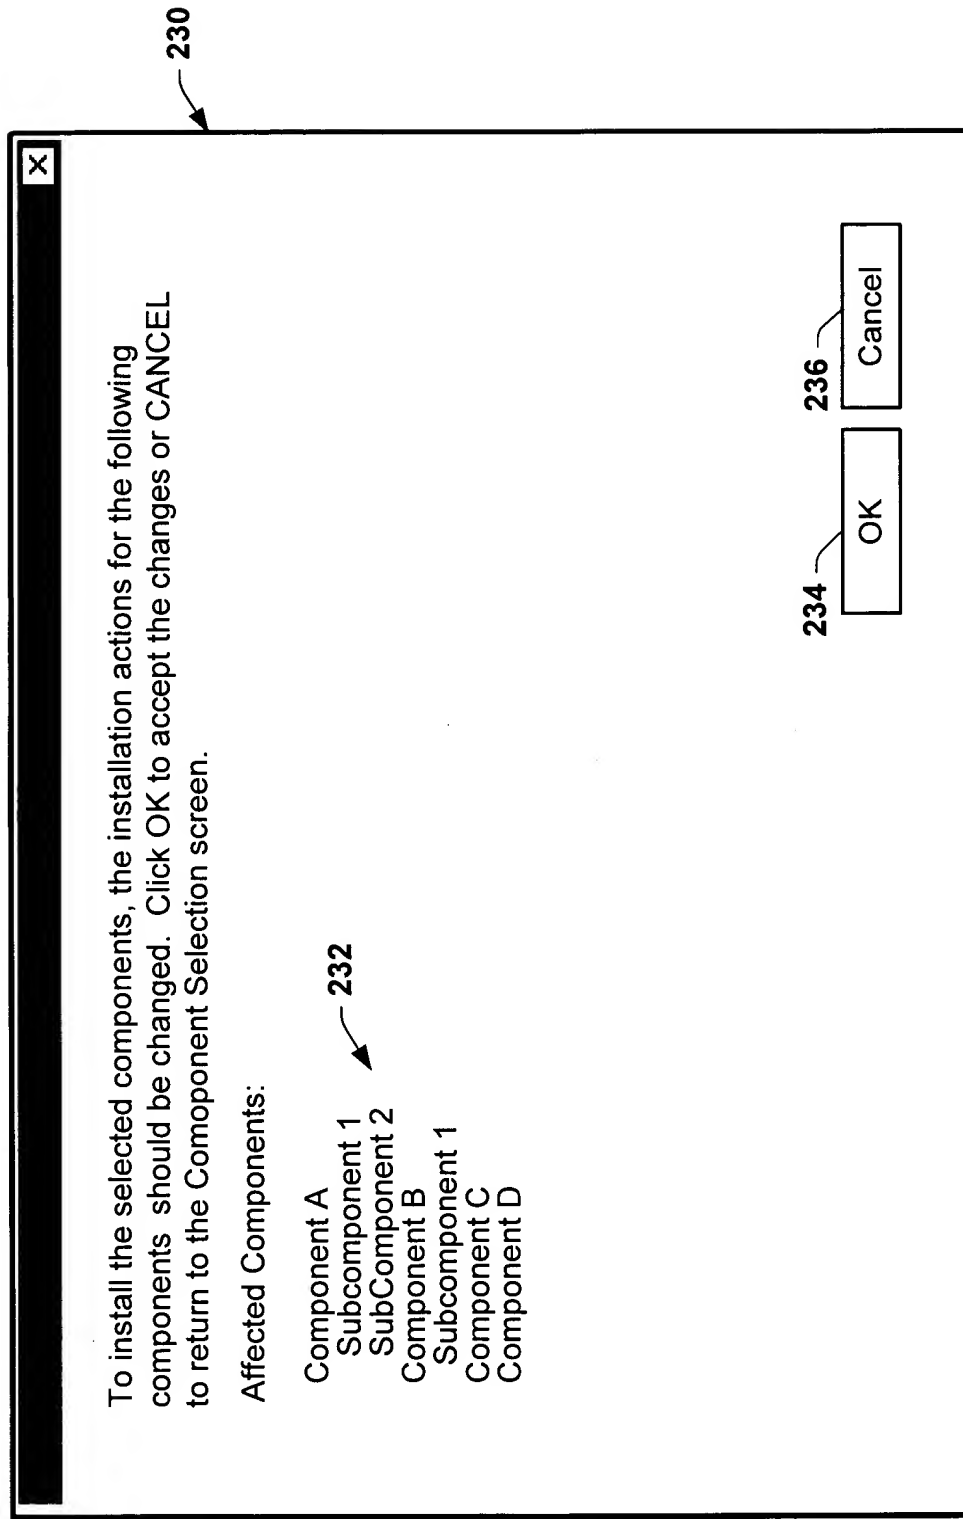 230
X
To install the selected components, the installation actions for the following
components should be changed. Click OK to accept the changes or CANCEL
to return to the Comoponent Selection screen.
Affected Components:
232
Component A
Subcomponent 1
SubComponent 2
Component B
Subcomponent 1
Component C
Component D
234
236
OK
Cancel